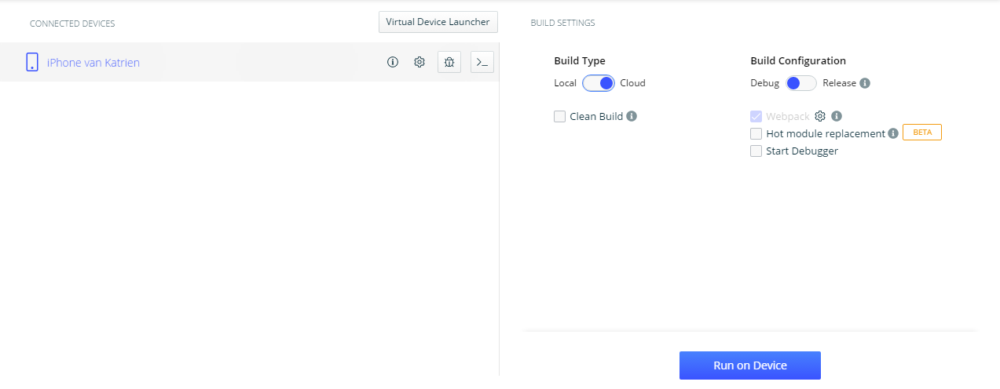 CONNECTED DEVICES
Virtual Device Launcher
iPhone van Katrien
BUILD SETTINGS
Build Type
Local Cloud
Clean Build
Build Configuration
Debug Release
Webpack
Hot module replacement BETA
Start Debugger
Run on Device